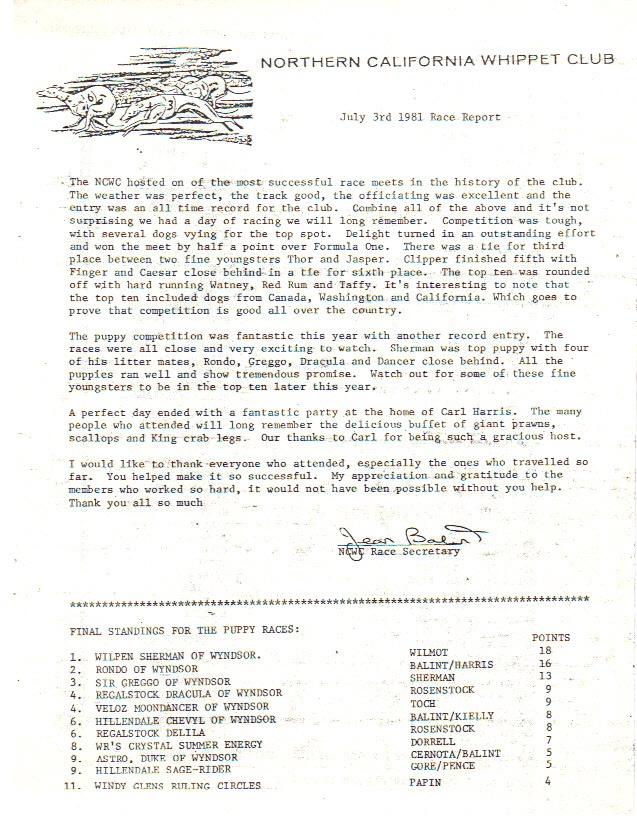 NORTHERN CALIFORNIA WHIPPET CLUB
July 3rd 1981 Race Report
The NCWC hosted on of the most successful race meets in the history of the club.
The weather was perfect, the track good, the officiating was excellent and the
entry was an all time record for the club. Combine all of the above and it's not
surprising we had a day of racing we will long remember. Competition was tough,
with several dogs vying for the top spot. Delight turned in an outstanding effort
and won the meet by half a point over Formula One. There was a tie for third
place between two fine youngsters Thor and Jasper. Clipper finished fifth with
Finger and Caesar close behind in a tie for sixth place. The top ten was rounded
off with hard running Watney, Red Rum and Taffy. It's interesting to note that
the top ten included dogs from Canada, Washington and California. Which goes to
prove that competition is good all over the country.
The puppy competition was fantastic this year with another record entry. The
races were all close and very exciting to watch. Sherman was top puppy with four
of his litter mates, Rondo, Greggo, Dracula and Dancer close behind. All the
puppies ran well and show tremendous promise. Watch out for some of these fine
youngsters to be in the top ten later this year.
A perfect day ended with a fantastic party at the home of Carl Harris. The many
people who attended will long remember the delicious buffet of giant prawns,
scallops and King crab legs. Our thanks to Carl for being such a gracious host.
I would like to thank everyone who attended, especially the ones who travelled so
far. You helped make it so successful. My appreciation and gratitude to the
members who worked so hard, it would not have been possible without you help.
Thank you all so much
Jean Balint
NCWC Race Secretary
************************************************************************************
FINAL STANDINGS FOR THE PUPPY RACES:
POINTS
1. WILPEN SHERMAN OF WYNDSOR. WILMOT 18
2. RONDO OF WYNDSOR BALINT/HARRIS 16
3. SIR GREGGO OF WYNDSOR SHERMAN 13
4. REGALSTOCK DRACULA OF WYNDSOR ROSENSTOCK 9
4. VELOZ MOONDANCER OF WYNDSOR TOCH 9
6. HILLENDALE CHEVYL OF WYNDSOR BALINT/KIELLY 8
6. REGALSTOCK DELILA ROSENSTOCK 8
8. WR'S CRYSTAL SUMMER ENERGY DORRELL 7
9. ASTRO, DUKE OF WYNDSOR CERNOTA/BALINT 5
9. HILLENDALE SAGE-RIDER GORE/PENCE 5
11. WINDY GLENS RULING CIRCLES PAPIN 4